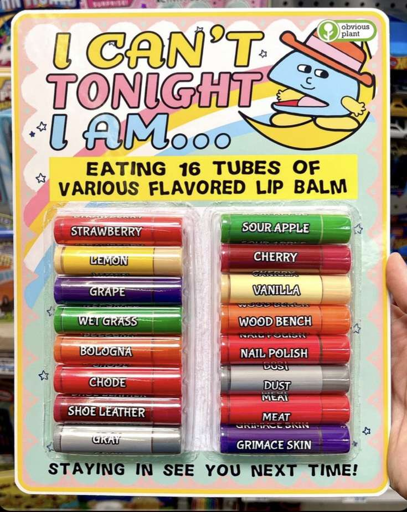 obvious
plant
I CAN'T
TONIGHT
I AM...
EATING 16 TUBES OF
VARIOUS FLAVORED LIP BALM
STRAWBERRY
LEMON
GRAPE
WET GRASS
BOLOGNA
CHODE
SHOE LEATHER
GRAY
SOUR APPLE
CHERRY
VANILLA
WOOD BENCH
NAIL POLISH
DUST
MEAT
GRIMACE SKIN
STAYING IN SEE YOU NEXT TIME!